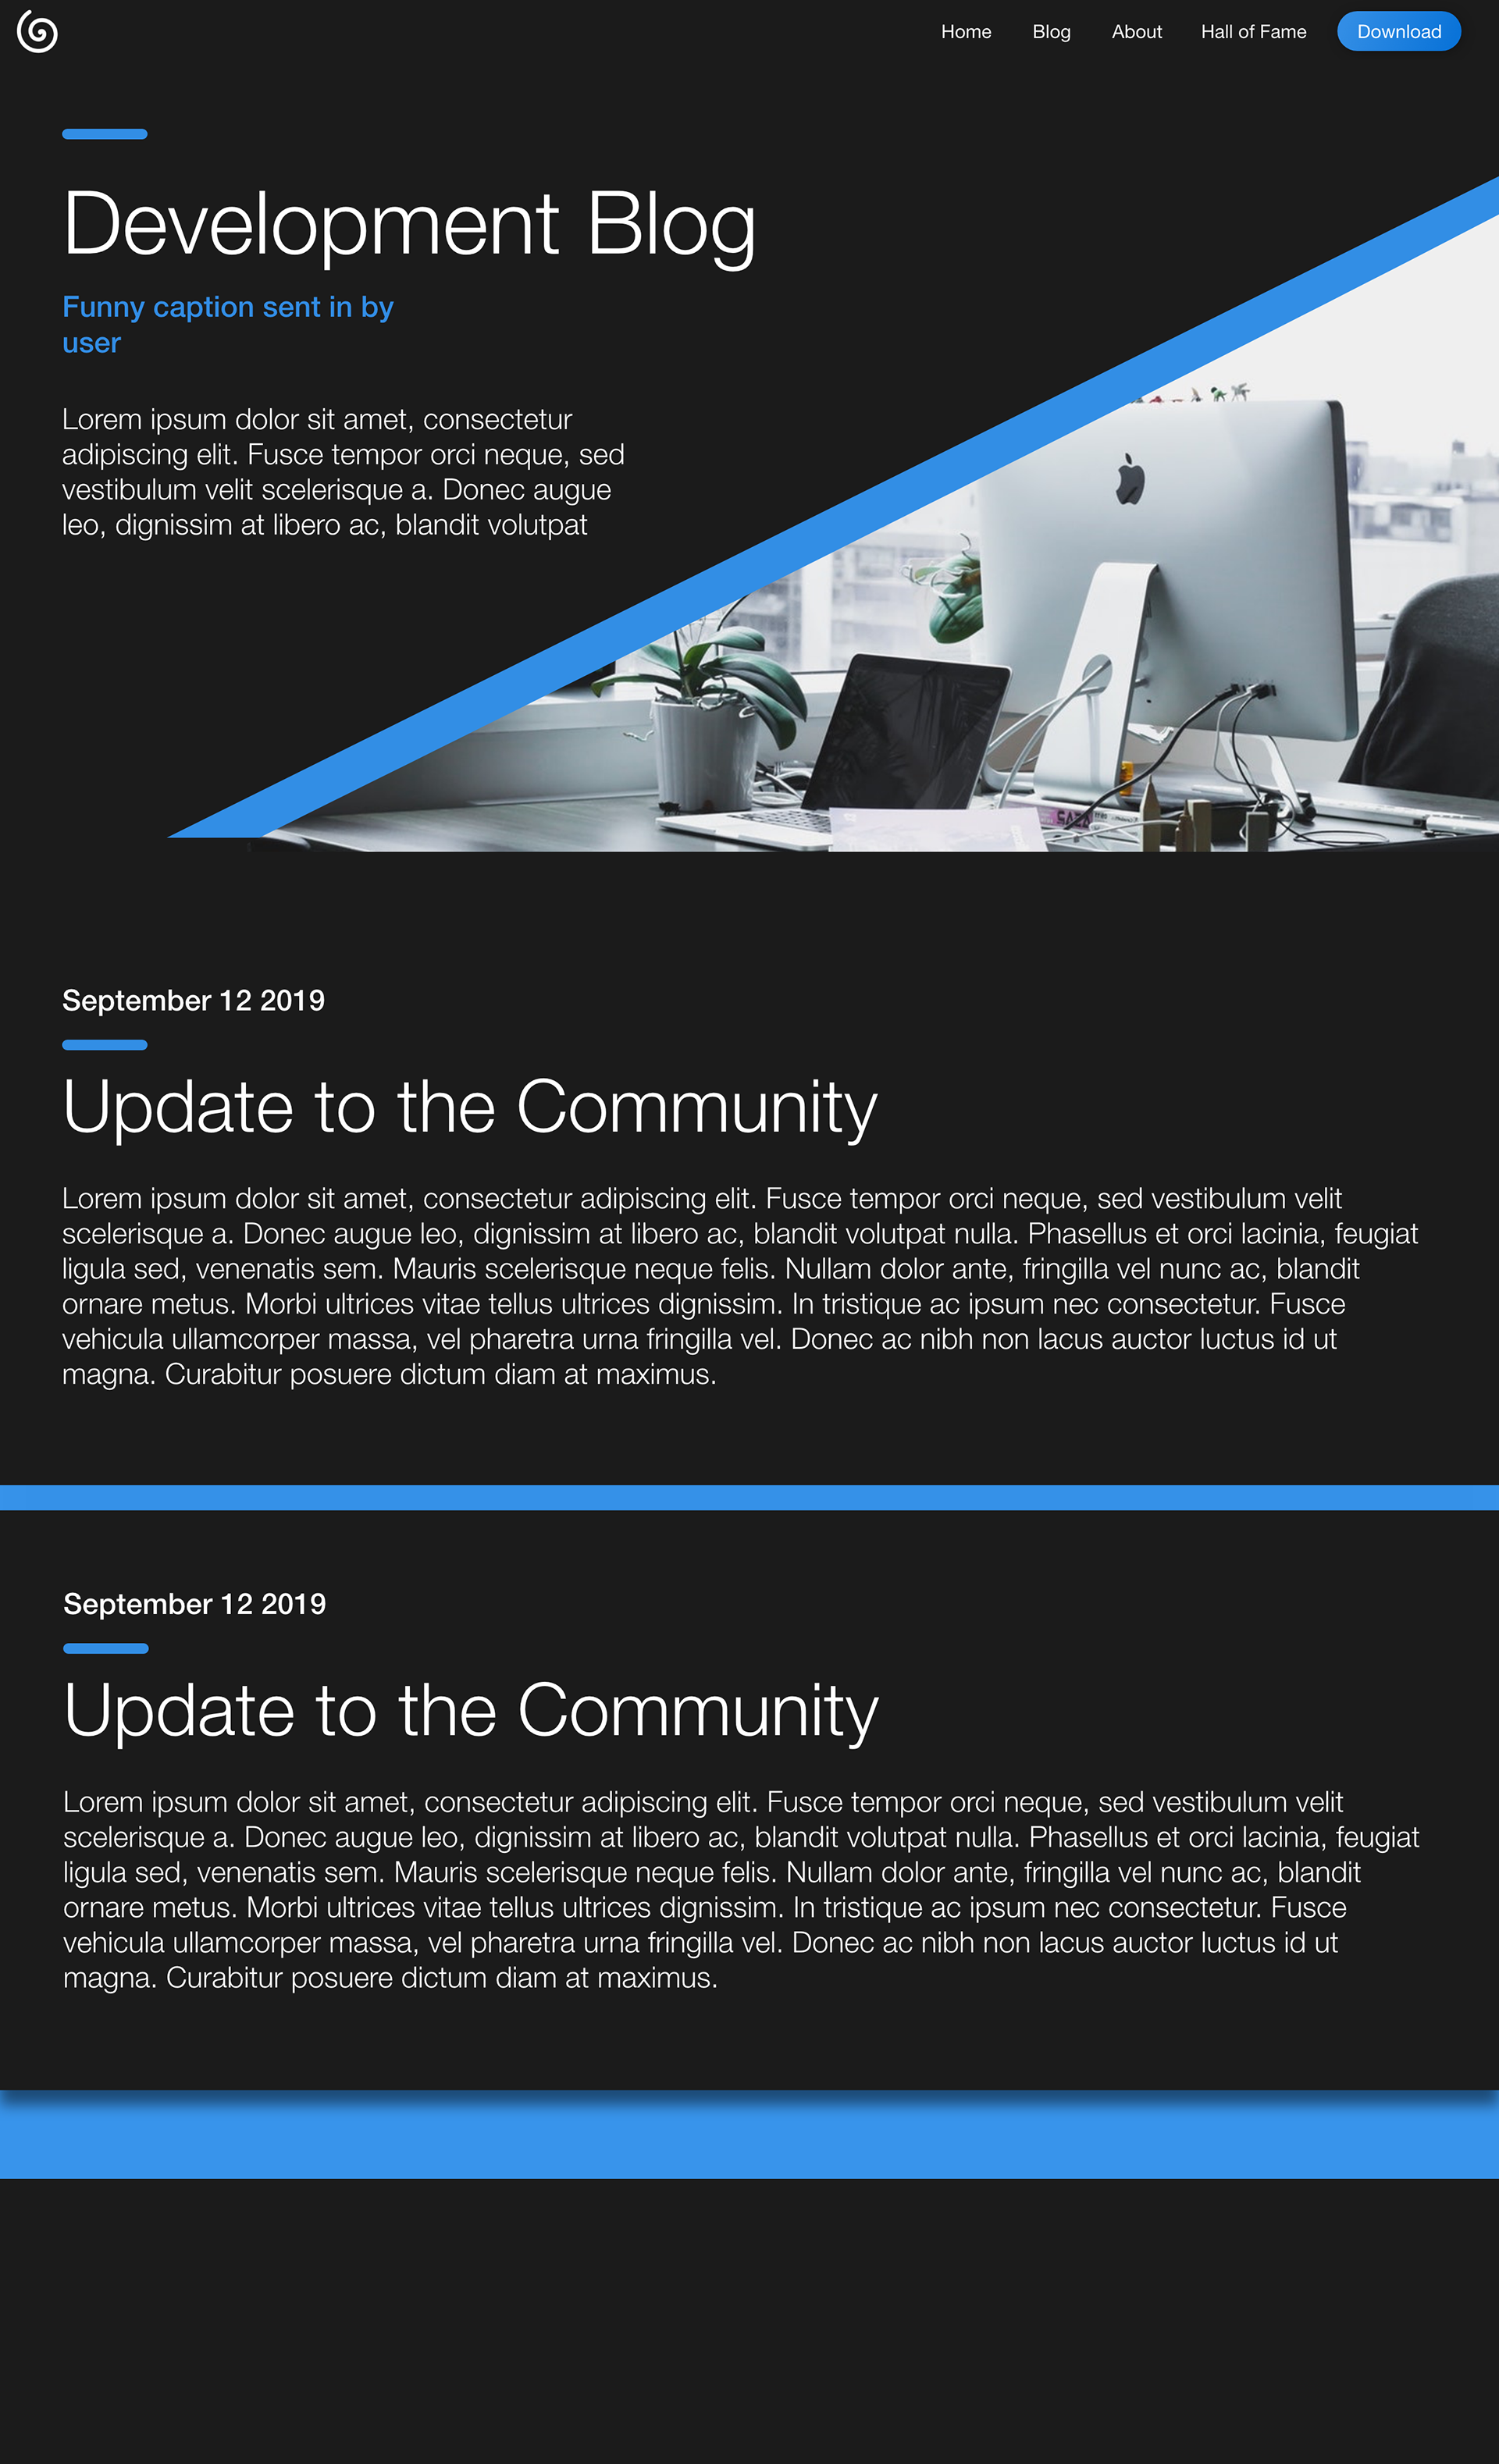 Home Blog About Hall of Fame Download
Development Blog
Funny caption sent in by
user
Lorem ipsum dolor sit amet, consectetur
adipiscing elit. Fusce tempor orci neque, sed
vestibulum velit scelerisque a. Donec augue
leo, dignissim at libero ac, blandit volutpat
September 12 2019
Update to the Community
Lorem ipsum dolor sit amet, consectetur adipiscing elit. Fusce tempor orci neque, sed vestibulum velit
scelerisque a. Donec augue leo, dignissim at libero ac, blandit volutpat nulla. Phasellus et orci lacinia, feugiat
ligula sed, venenatis sem. Mauris scelerisque neque felis. Nullam dolor ante, fringilla vel nunc ac, blandit
ornare metus. Morbi ultrices vitae tellus ultrices dignissim. In tristique ac ipsum nec consectetur. Fusce
vehicula ullamcorper massa, vel pharetra urna fringilla vel. Donec ac nibh non lacus auctor luctus id ut
magna. Curabitur posuere dictum diam at maximus.
September 12 2019
Update to the Community
Lorem ipsum dolor sit amet, consectetur adipiscing elit. Fusce tempor orci neque, sed vestibulum velit
scelerisque a. Donec augue leo, dignissim at libero ac, blandit volutpat nulla. Phasellus et orci lacinia, feugiat
ligula sed, venenatis sem. Mauris scelerisque neque felis. Nullam dolor ante, fringilla vel nunc ac, blandit
ornare metus. Morbi ultrices vitae tellus ultrices dignissim. In tristique ac ipsum nec consectetur. Fusce
vehicula ullamcorper massa, vel pharetra urna fringilla vel. Donec ac nibh non lacus auctor luctus id ut
magna. Curabitur posuere dictum diam at maximus.